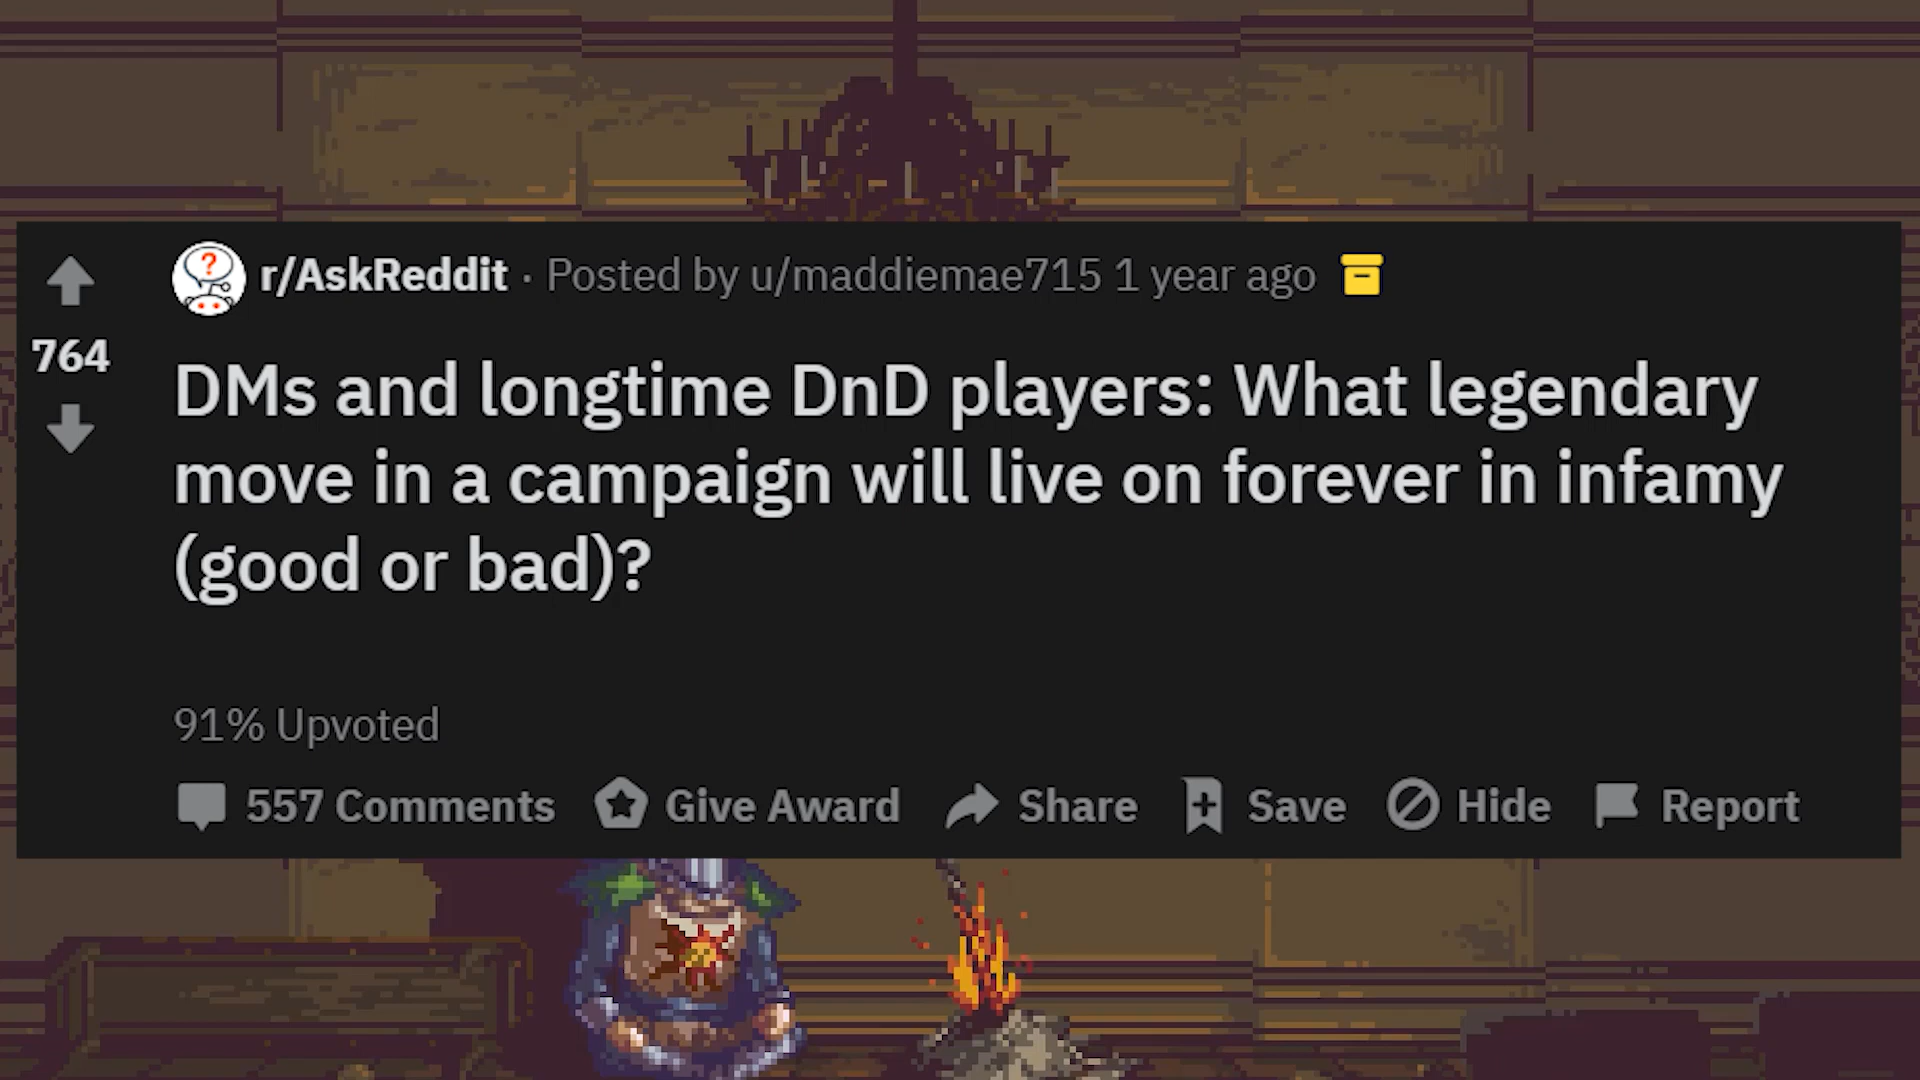 r/AskReddit · Posted by u/maddiemae715 1 year ago
764
DMs and longtime DnD players: What legendary
move in a campaign will live on forever in infamy
(good or bad)?
91% Upvoted
557 Comments Give Award Share Save Hide Report